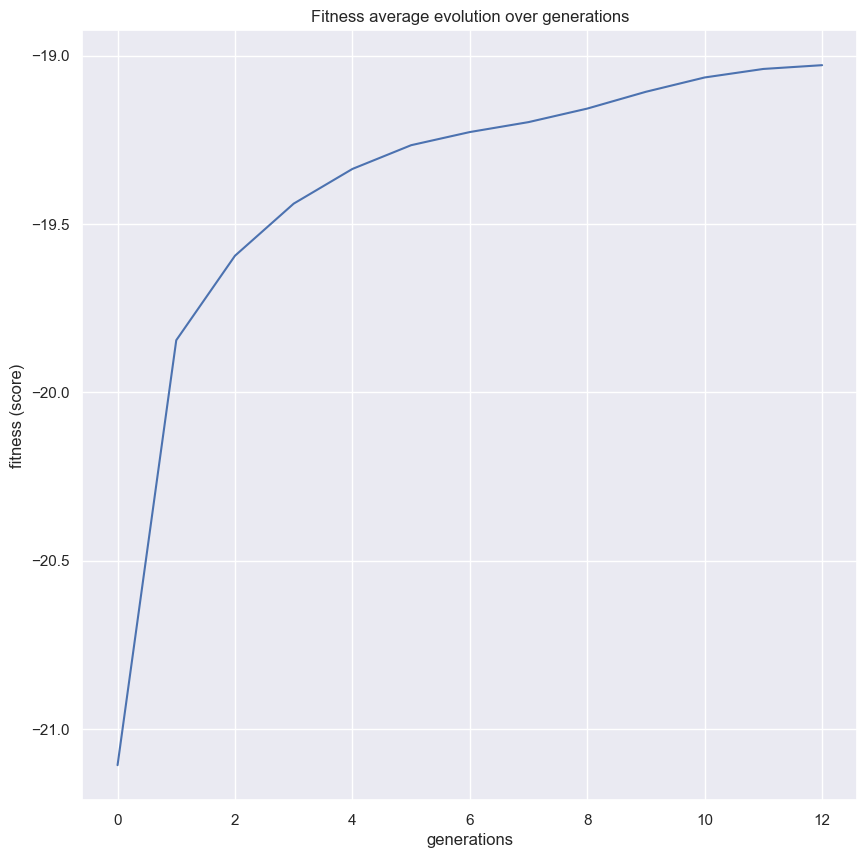 Fitness average evolution over generations
−19.0
−19.5
−20.0
−20.5
−21.0
fitness (score)
0 2 4 6 8 10 12
generations